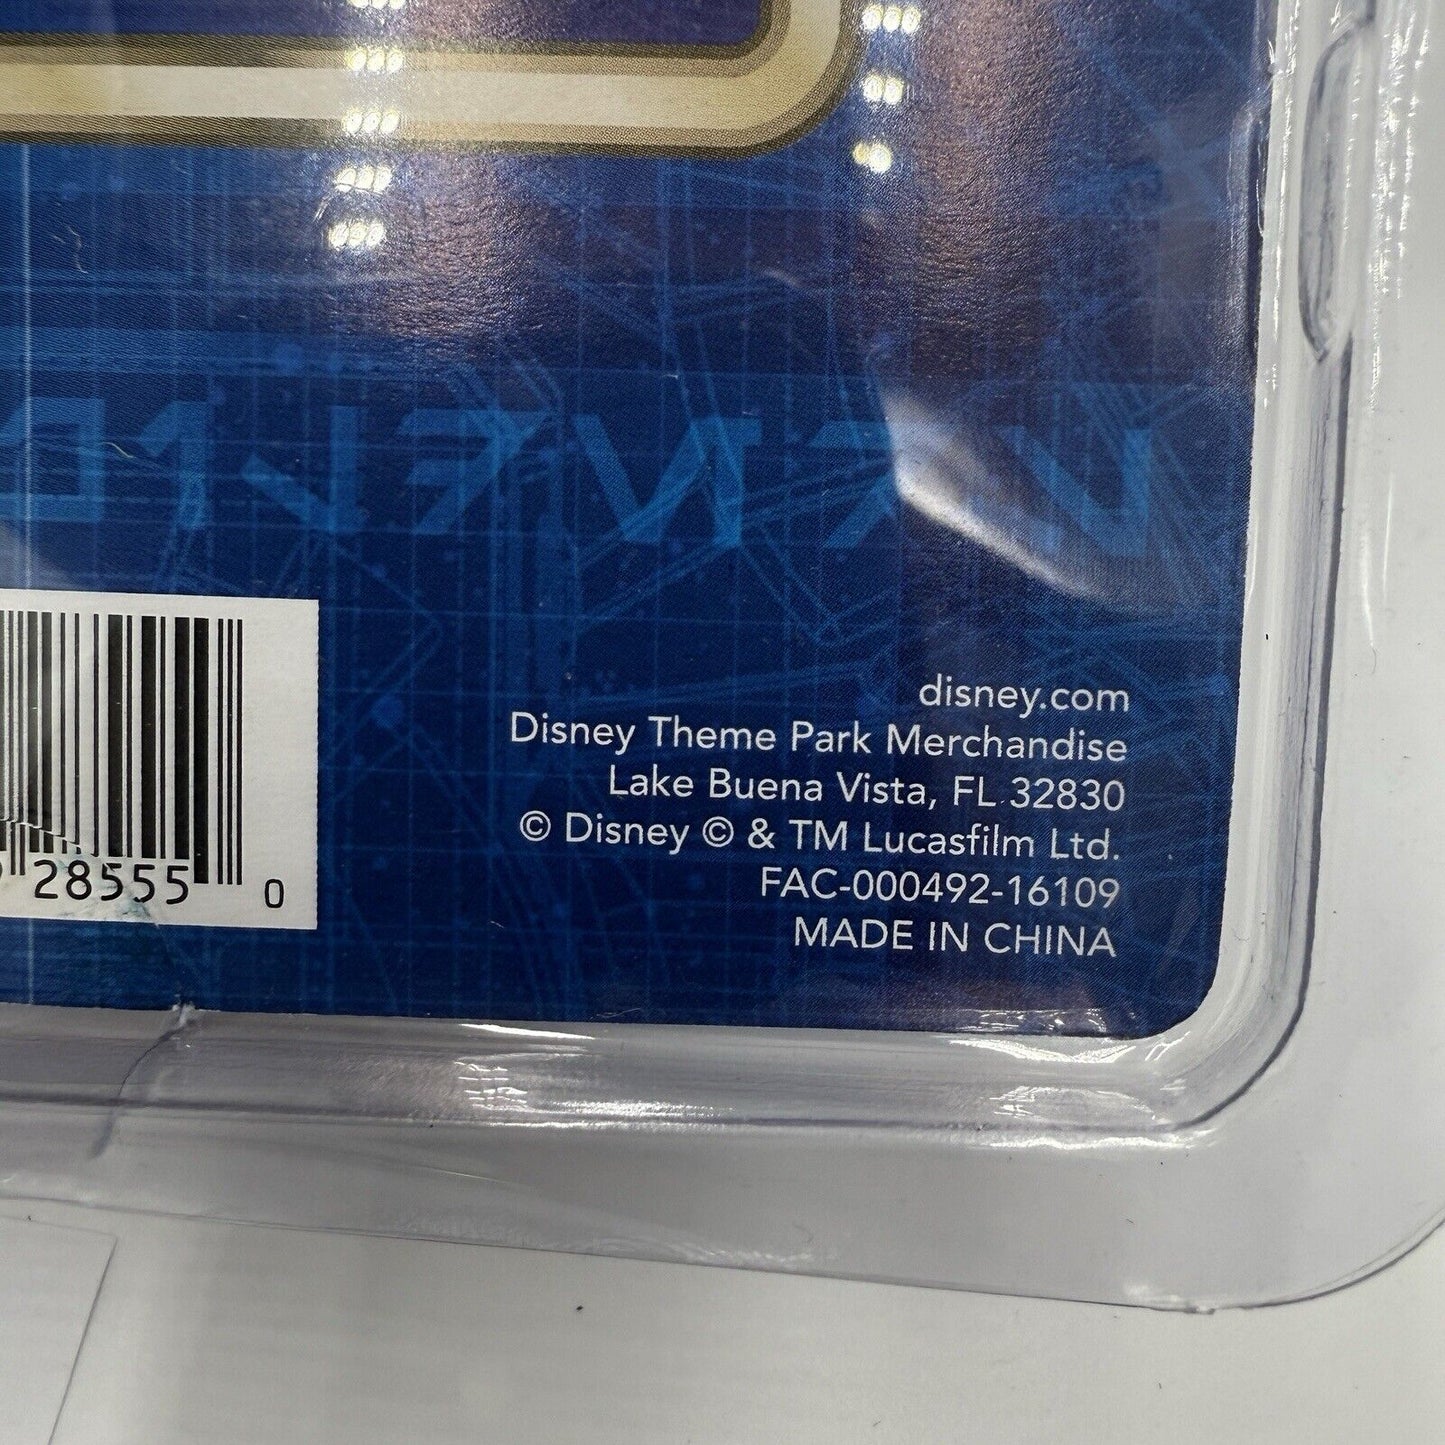 28555 0
disney.com
Disney Theme Park Merchandise
Lake Buena Vista, FL 32830
© Disney © & TM Lucasfilm Ltd.
FAC-000492-16109
MADE IN CHINA